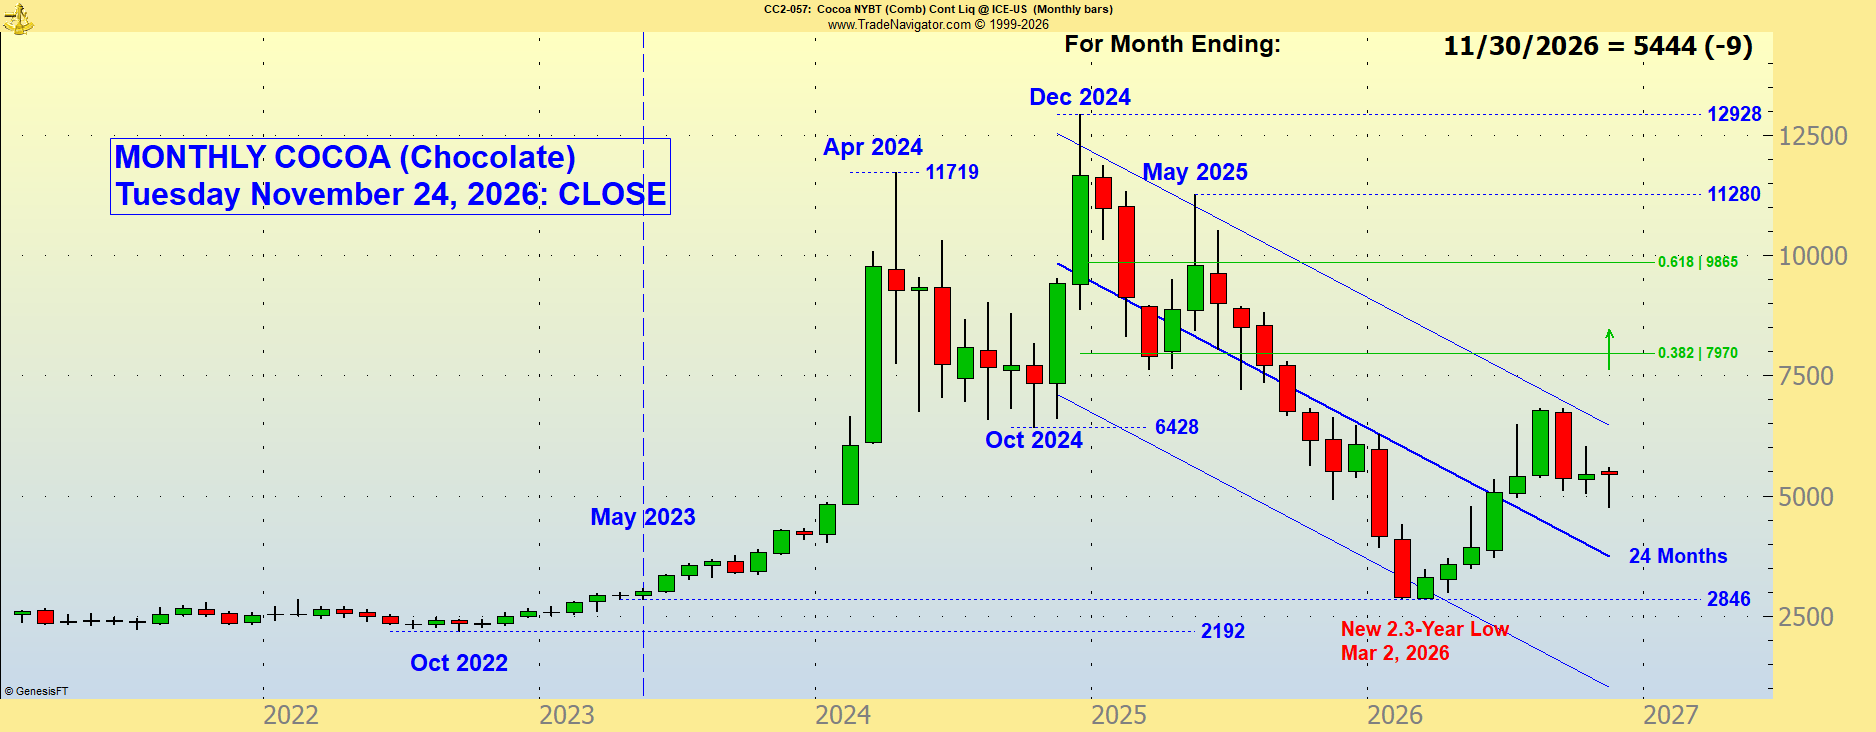 CC2-057: Cocoa NYBT (Comb) Cont Liq @ ICE-US (Monthly bars)
www.TradeNavigator.com © 1999-2026
For Month Ending: 11/30/2026 = 5444 (-9)
MONTHLY COCOA (Chocolate)
Tuesday November 24, 2026: CLOSE
Dec 2024
12928
12500
Apr 2024
11719
May 2025
11280
10000
0.618 | 9865
0.382 | 7970
7500
6428
Oct 2024
5000
May 2023
24 Months
2846
2500
2192
New 2.3-Year Low
Mar 2, 2026
Oct 2022
© GenesisFT
2022 2023 2024 2025 2026 2027